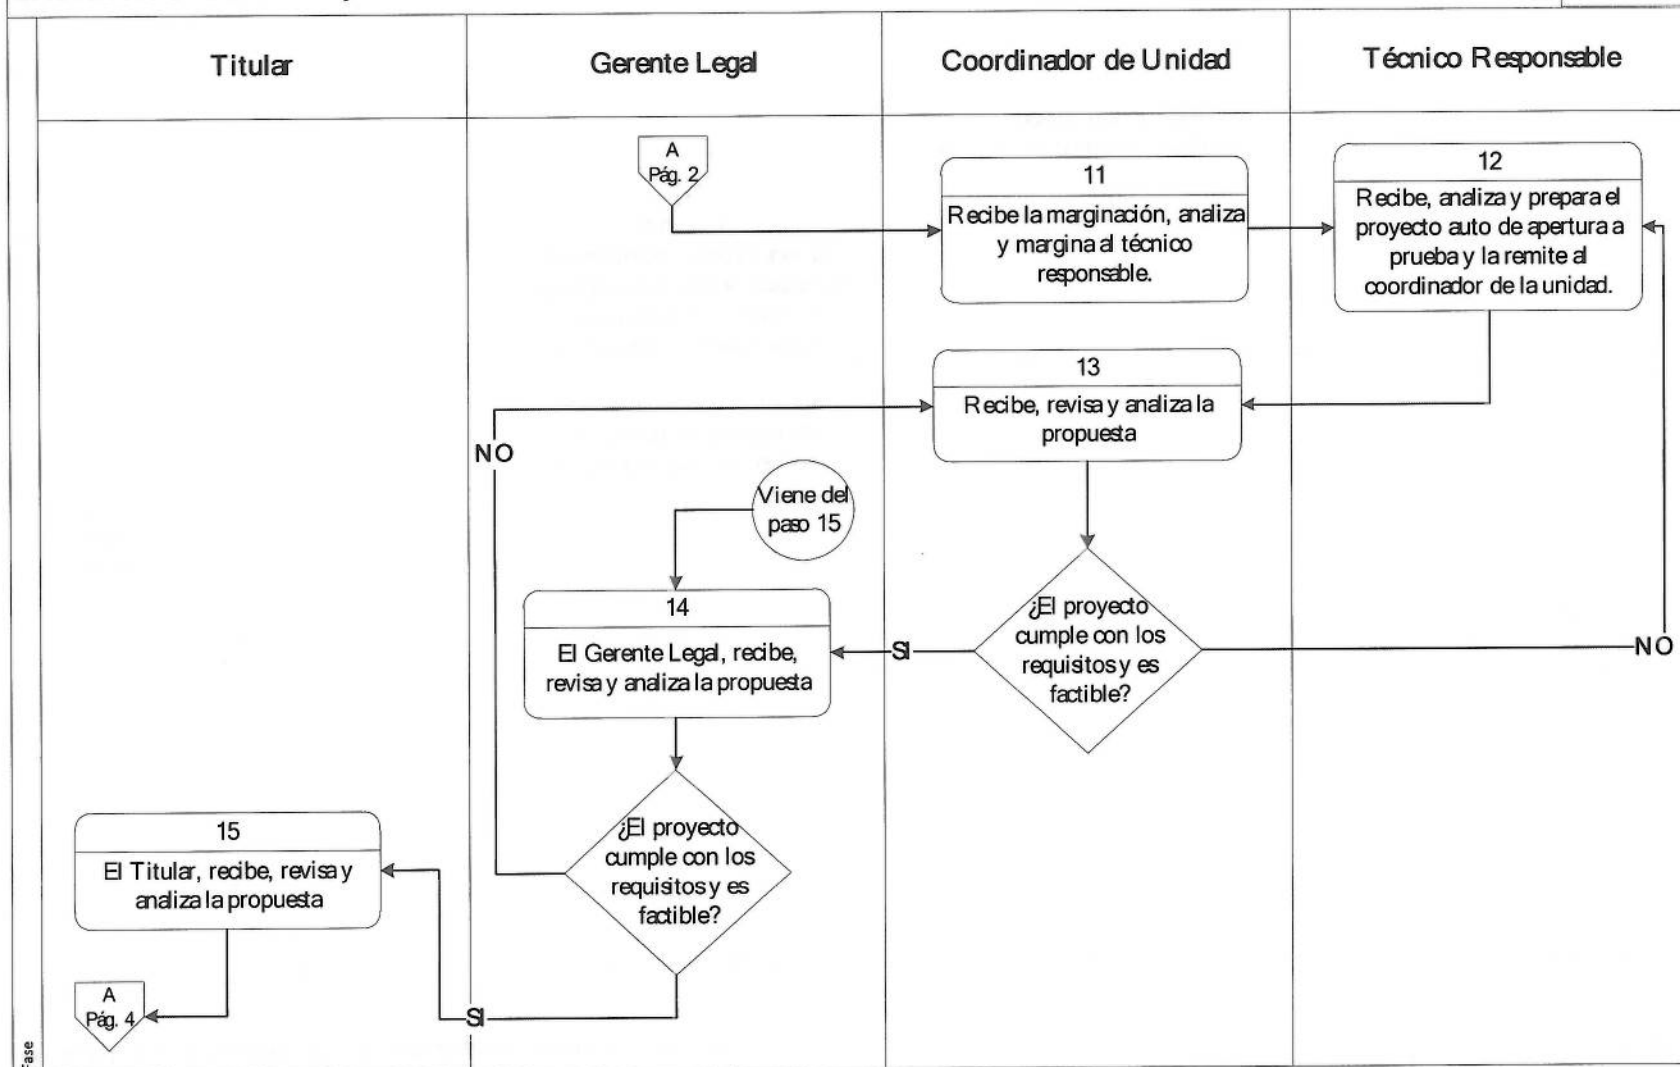 Titular
Gerente Legal
Coordinador de Unidad
Técnico Responsable
A
Pág. 2
11
Recibe la marginación, analiza
y margina al técnico
responsable.
12
Recibe, analiza y prepara el
proyecto auto de apertura a
prueba y la remite al
coordinador de la unidad.
13
Recibe, revisa y analiza la
propuesta
NO
Viene del
paso 15
14
El Gerente Legal, recibe,
revisa y analiza la propuesta
SI
¿El proyecto
cumple con los
requisitos y es
factible?
NO
15
El Titular, recibe, revisa y
analiza la propuesta
¿El proyecto
cumple con los
requisitos y es
factible?
A
Pág. 4
SI